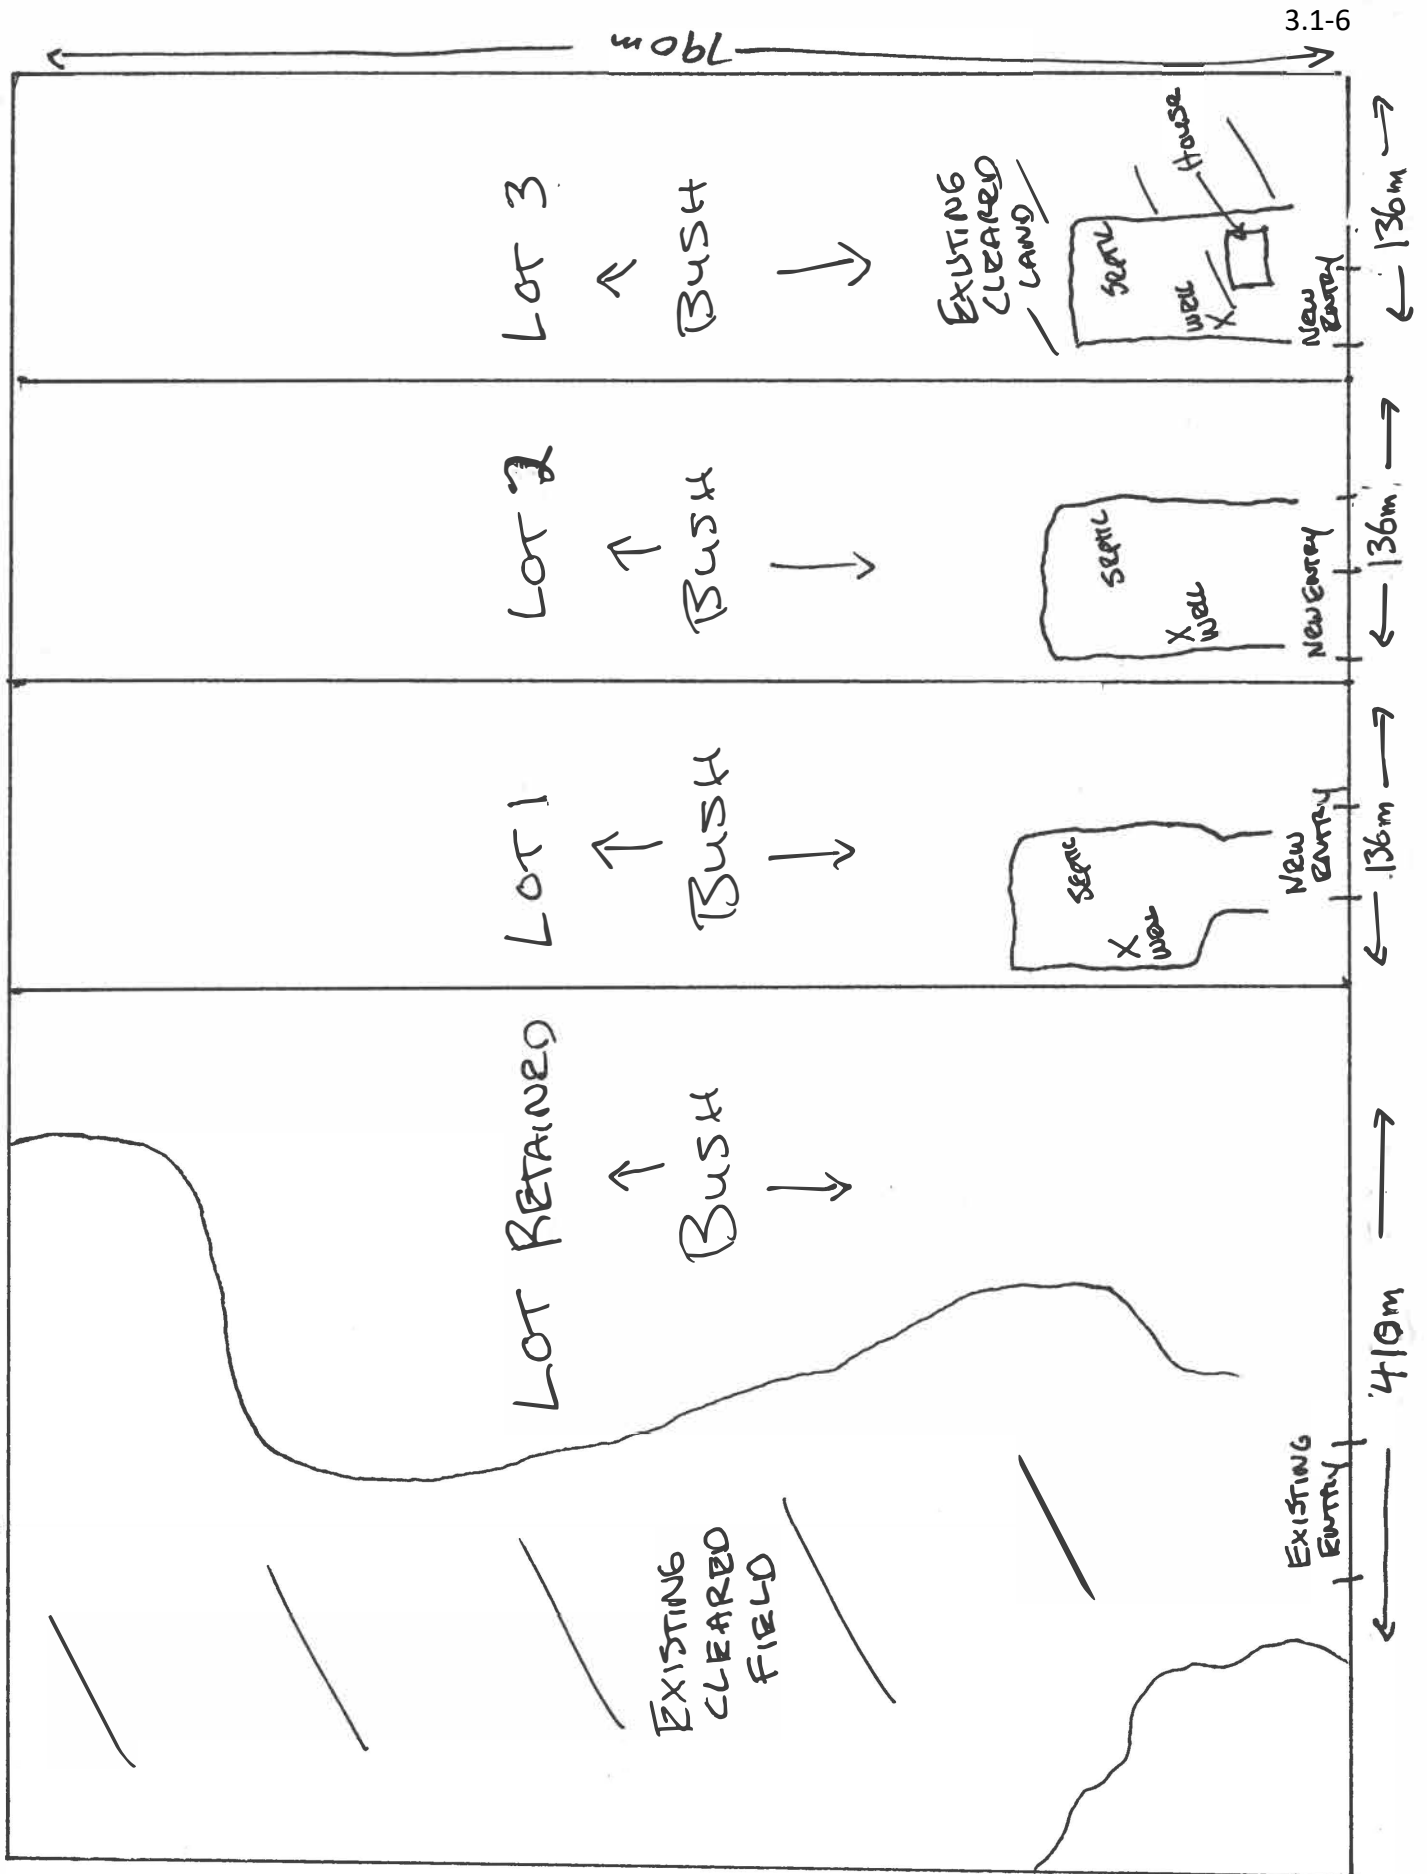 3.1-6
790m
LOT RETAINED
BUSH
EXISTING
CLEARED
FIELD
EXISTING
ENTRY
410m
LOT 1
BUSH
SEPTIC
X
WELL
NEW
ENTRY
136m
LOT 2
BUSH
SEPTIC
X
WELL
NEW ENTRY
136m
LOT 3
BUSH
EXISTING
CLEARED
LAND
SEPTIC
WELL
X
HOUSE
NEW
ENTRY
136m